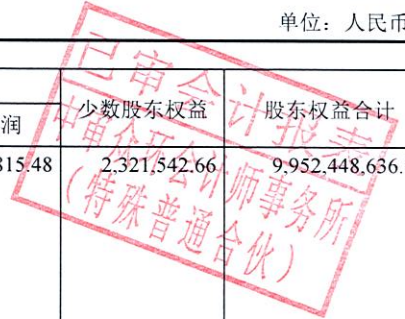 单位：人民币
润
少数股东权益
股东权益合计
815.48
2,321,542.66
9,952,448,636.
已审会计报表
中审众环会计师事务所
（特殊普通合伙）